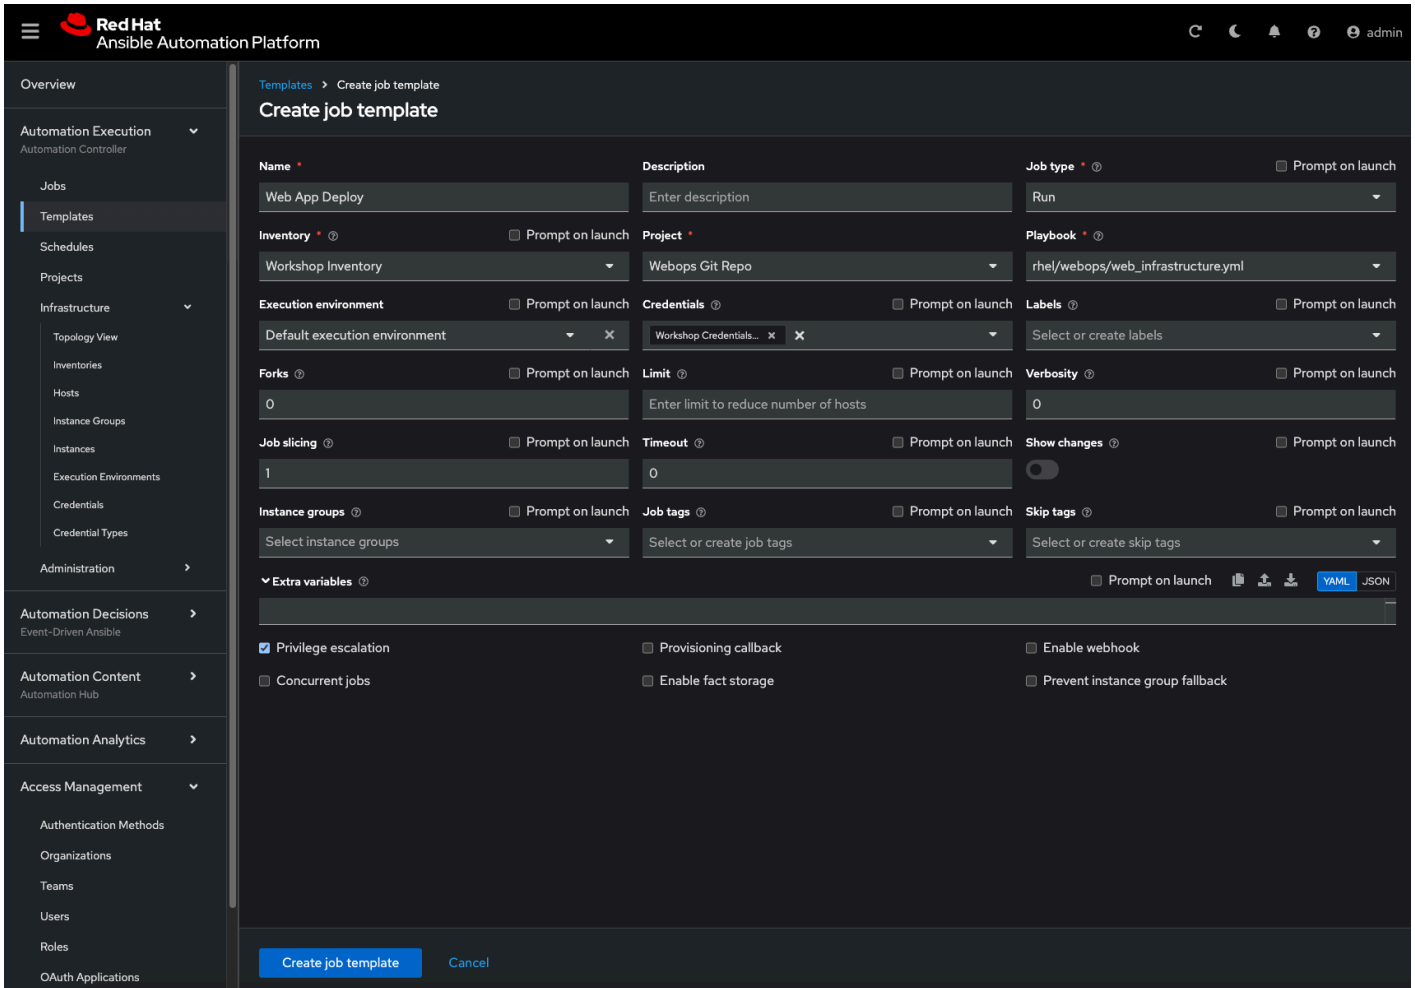 Red Hat
Ansible Automation Platform
admin
Overview
Automation Execution
Automation Controller
Jobs
Templates
Schedules
Projects
Infrastructure
Topology View
Inventories
Hosts
Instance Groups
Instances
Execution Environments
Credentials
Credential Types
Administration
Automation Decisions
Event-Driven Ansible
Automation Content
Automation Hub
Automation Analytics
Access Management
Authentication Methods
Organizations
Teams
Users
Roles
OAuth Applications
Templates > Create job template
Create job template
Name * Description Job type * Prompt on launch
Web App Deploy Enter description Run
Inventory * Prompt on launch Project * Playbook *
Workshop Inventory Webops Git Repo rhel/webops/web_infrastructure.yml
Execution environment Prompt on launch Credentials Prompt on launch Labels Prompt on launch
Default execution environment Workshop Credentials... Select or create labels
Forks Prompt on launch Limit Prompt on launch Verbosity Prompt on launch
0 Enter limit to reduce number of hosts 0
Job slicing Prompt on launch Timeout Prompt on launch Show changes Prompt on launch
1 0
Instance groups Prompt on launch Job tags Prompt on launch Skip tags Prompt on launch
Select instance groups Select or create job tags Select or create skip tags
Extra variables Prompt on launch YAML JSON
Privilege escalation Provisioning callback Enable webhook
Concurrent jobs Enable fact storage Prevent instance group fallback
Create job template Cancel